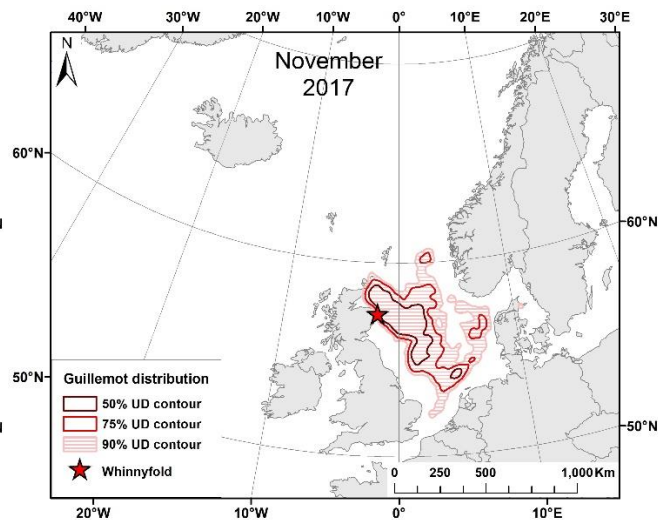 40°W 30°W 20°W 10°W 0° 10°E 20°E 30°E
N
November
2017
60°N
60°N
50°N
50°N
Guillemot distribution
50% UD contour
75% UD contour
90% UD contour
Whinnyfold
0 250 500 1,000 Km
20°W 10°W 0° 10°E